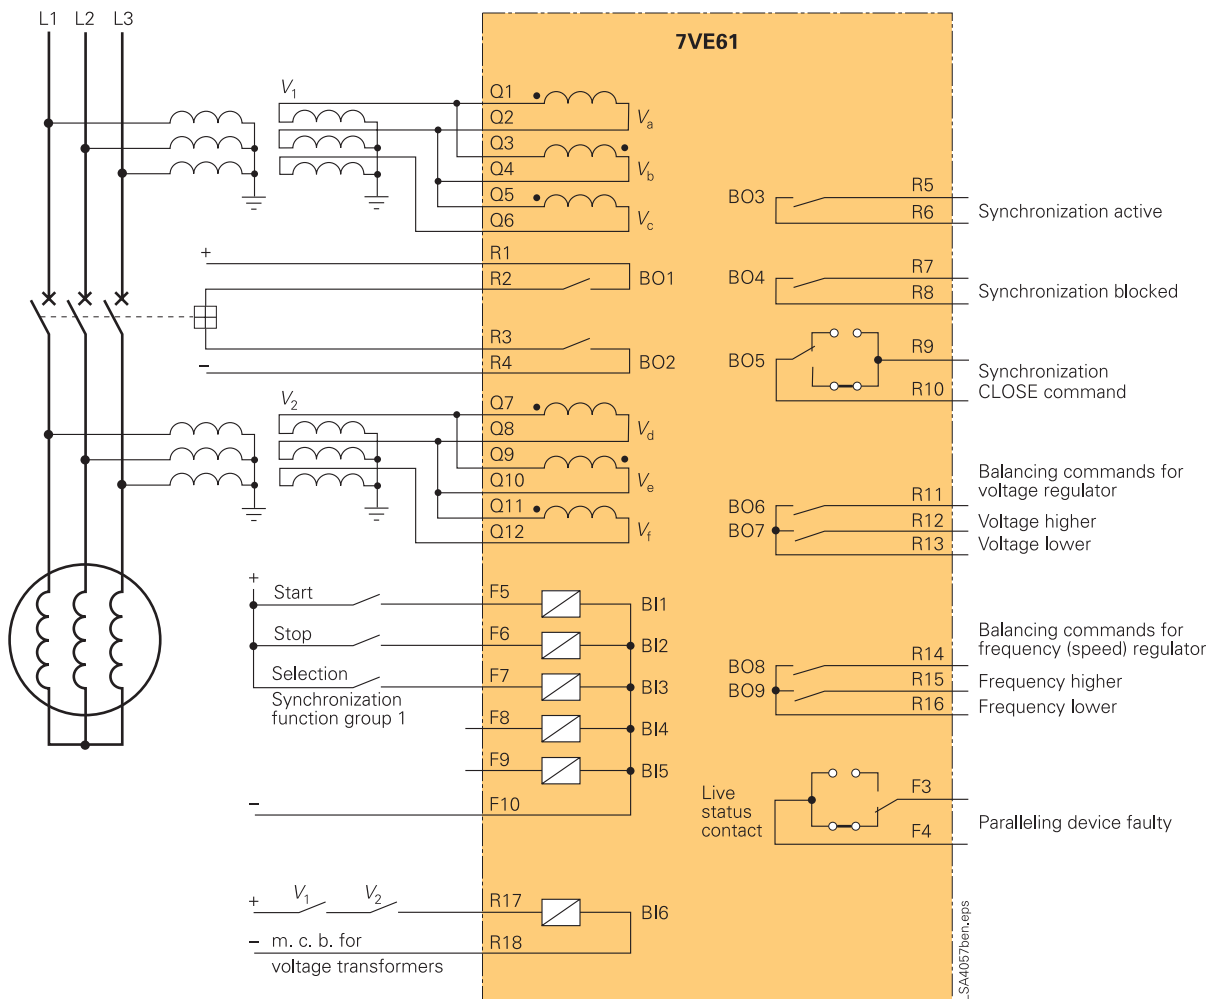 L1 L2 L3
7VE61
V1
Q1
Q2
Va
Q3
Q4
Vb
Q5
Q6
Vc
+
R1
R2
BO1
R3
–
R4
BO2
V2
Q7
Q8
Vd
Q9
Q10
Ve
Q11
Q12
Vf
+
Start
F5
BI1
Stop
F6
BI2
Selection
Synchronization
function group 1
F7
BI3
F8
BI4
F9
BI5
–
F10
+
V1
V2
R17
BI6
– m. c. b. for
voltage transformers
R18
BO3
R5
R6
Synchronization active
BO4
R7
R8
Synchronization blocked
BO5
R9
R10
Synchronization
CLOSE command
Balancing commands for
voltage regulator
BO6
R11
BO7
R12
Voltage higher
R13
Voltage lower
Balancing commands for
frequency (speed) regulator
BO8
R14
BO9
R15
Frequency higher
R16
Frequency lower
Live
status
contact
F3
F4
Paralleling device faulty
LSA4057ben.eps